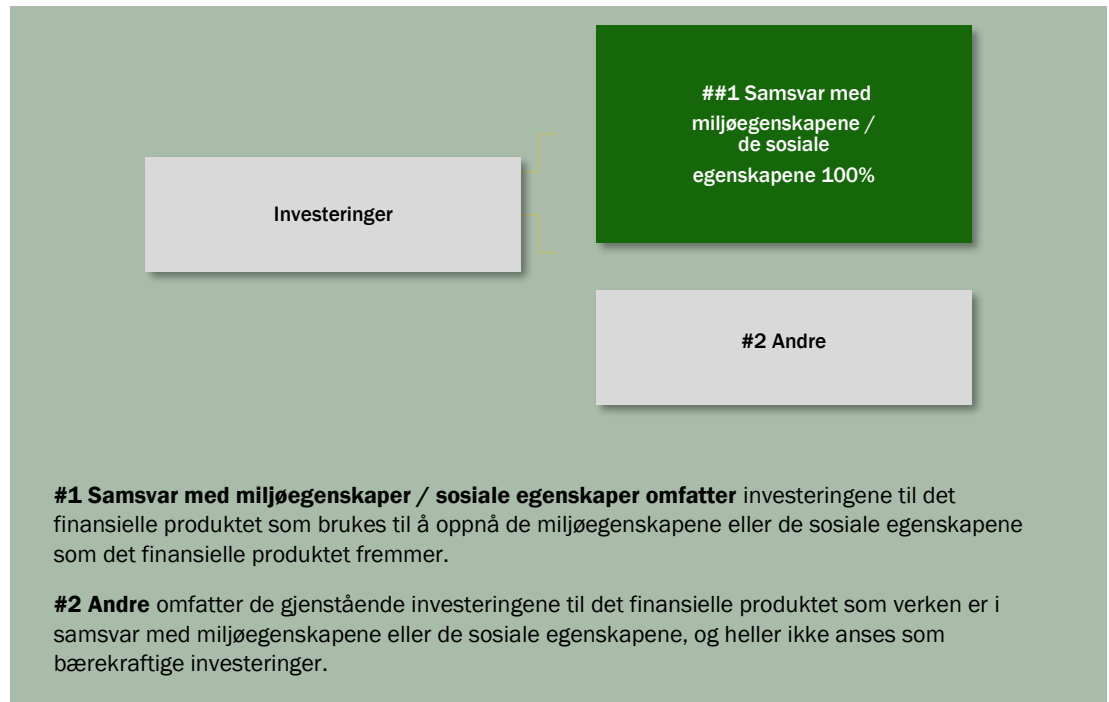 ##1 Samsvar med
miljøegenskapene /
de sosiale
egenskapene 100%
Investeringer
#2 Andre
#1 Samsvar med miljøegenskaper / sosiale egenskaper omfatter investeringene til det
finansielle produktet som brukes til å oppnå de miljøegenskapene eller de sosiale egenskapene
som det finansielle produktet fremmer.
#2 Andre omfatter de gjenstående investeringene til det finansielle produktet som verken er i
samsvar med miljøegenskapene eller de sosiale egenskapene, og heller ikke anses som
bærekraftige investeringer.